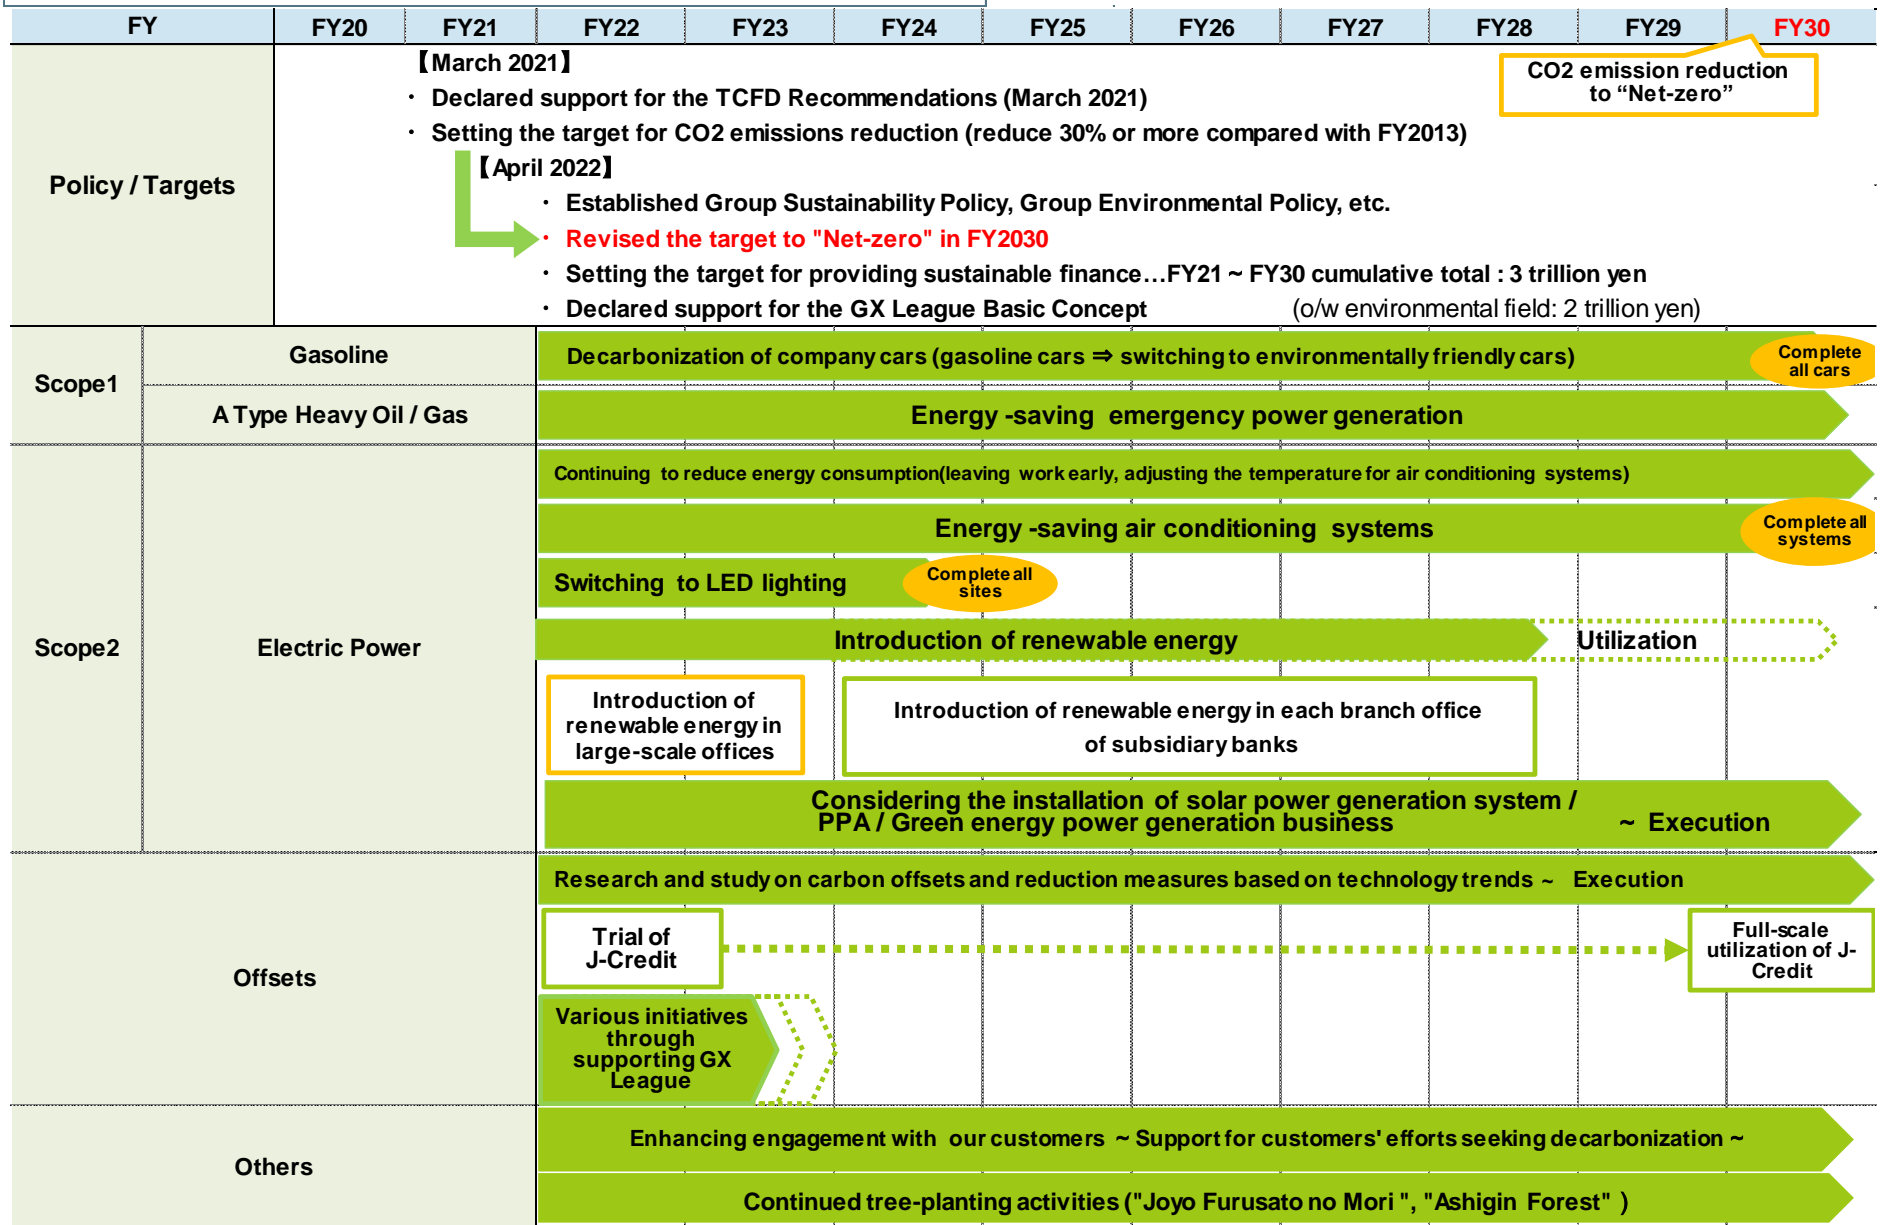 FY FY20 FY21 FY22 FY23 FY24 FY25 FY26 FY27 FY28 FY29 FY30
CO2 emission reduction
to “Net-zero”
Policy / Targets
【March 2021】
・ Declared support for the TCFD Recommendations (March 2021)
・ Setting the target for CO2 emissions reduction (reduce 30% or more compared with FY2013)
【April 2022】
・ Established Group Sustainability Policy, Group Environmental Policy, etc.
・ Revised the target to "Net-zero" in FY2030
・ Setting the target for providing sustainable finance…FY21 ~ FY30 cumulative total : 3 trillion yen
・ Declared support for the GX League Basic Concept (o/w environmental field: 2 trillion yen)
Scope1
Gasoline
Decarbonization of company cars (gasoline cars ⇒ switching to environmentally friendly cars)
Complete
all cars
A Type Heavy Oil / Gas
Energy -saving emergency power generation
Scope2
Electric Power
Continuing to reduce energy consumption(leaving work early, adjusting the temperature for air conditioning systems)
Energy -saving air conditioning systems
Complete all
systems
Switching to LED lighting
Complete all
sites
Introduction of renewable energy
Utilization
Introduction of
renewable energy in
large-scale offices
Introduction of renewable energy in each branch office
of subsidiary banks
Considering the installation of solar power generation system /
PPA / Green energy power generation business ~ Execution
Offsets
Research and study on carbon offsets and reduction measures based on technology trends ~ Execution
Trial of
J-Credit
Full-scale
utilization of J-
Credit
Various initiatives
through
supporting GX
League
Others
Enhancing engagement with our customers ~ Support for customers' efforts seeking decarbonization ~
Continued tree-planting activities ("Joyo Furusato no Mori ", "Ashigin Forest" )